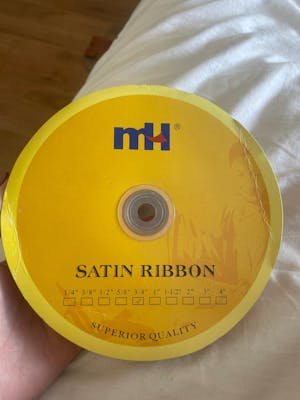 mH®
SATIN RIBBON
1/4" 3/8" 1/2" 5/8" 3/4" 1" 1-1/2" 2" 3" 4"
SUPERIOR QUALITY